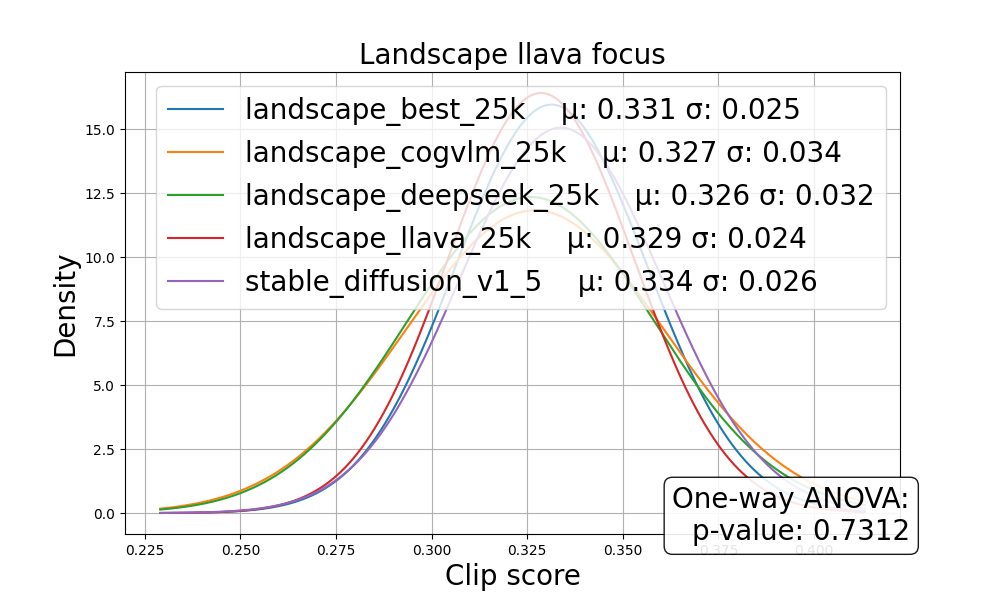 Landscape llava focus
landscape_best_25k μ: 0.331 σ: 0.025
landscape_cogvlm_25k μ: 0.327 σ: 0.034
landscape_deepseek_25k μ: 0.326 σ: 0.032
landscape_llava_25k μ: 0.329 σ: 0.024
stable_diffusion_v1_5 μ: 0.334 σ: 0.026
Density
15.0
12.5
10.0
7.5
5.0
2.5
0.0
One-way ANOVA:
p-value: 0.7312
0.225 0.250 0.275 0.300 0.325 0.350 0.375 0.400
Clip score